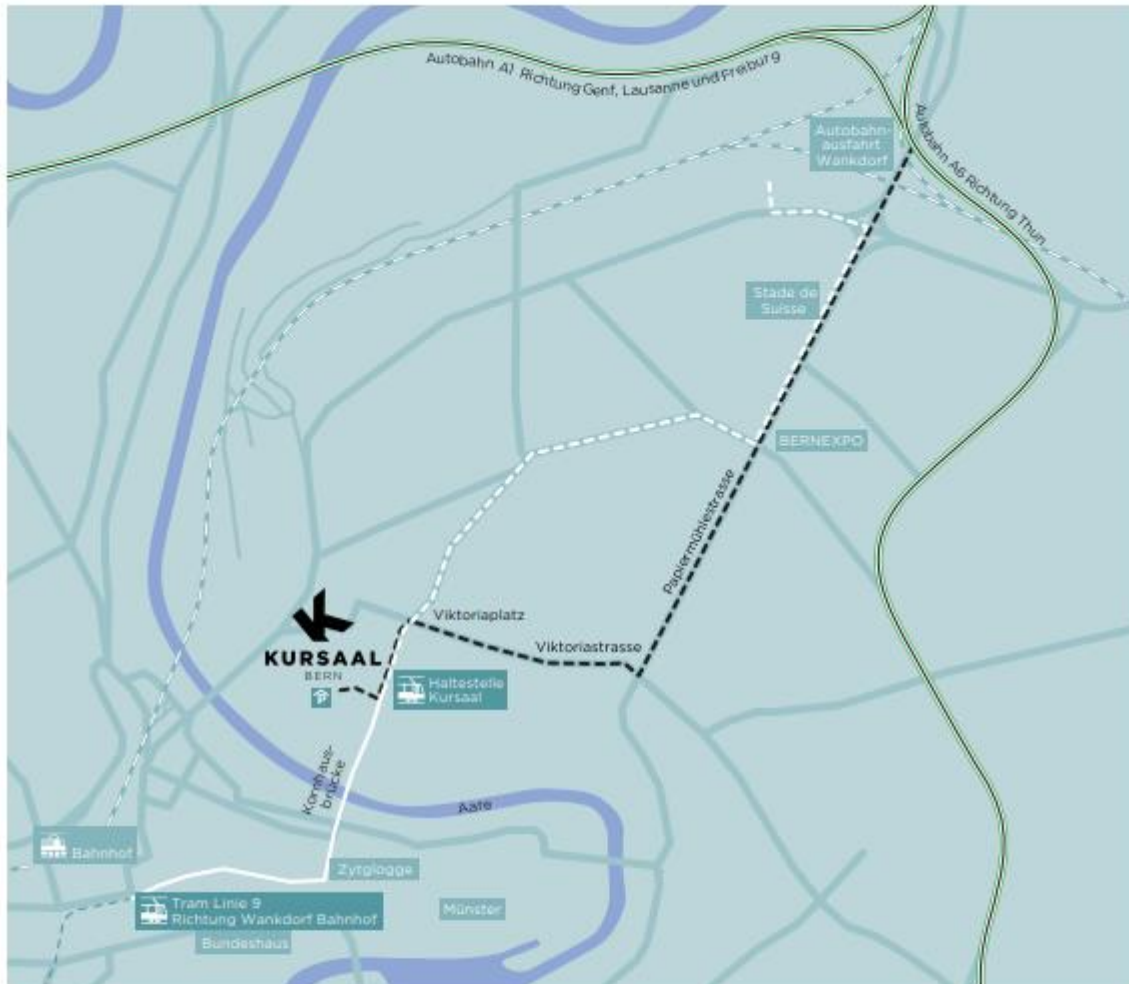 Autobahn A1 Richtung Genf, Lausanne und Freibur g
Autobahn-
ausfahrt
Wankdorf
Autobahn A6 Richtung Thun
Stade de
Suisse
BERNEXPO
Papiermühlestrasse
Viktoriaplatz
Viktoriastrasse
KURSAAL
BERN
Haltestelle
Kursaal
Kornhaus-
brücke
Aare
Bahnhof
Zytglogge
Tram Linie 9
Richtung Wankdorf Bahnhof
Münster
Bundeshaus